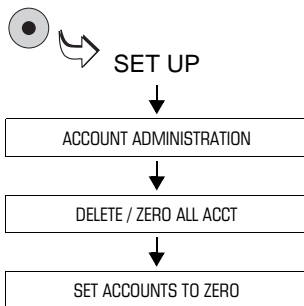 SET UP
ACCOUNT ADMINISTRATION
DELETE / ZERO ALL ACCT
SET ACCOUNTS TO ZERO